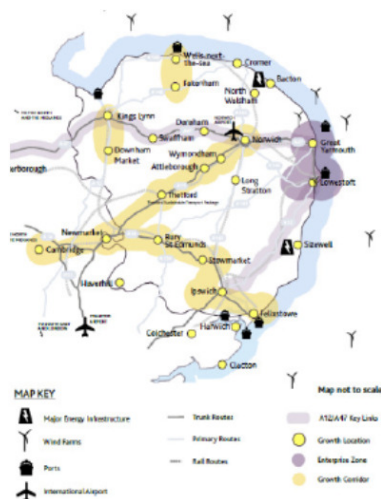 Wells-next-
the-sea
Cromer
Bacton
Fakenham
North
Walsham
Kings Lynn
Dereham
Norwich
Swaffham
Great
Yarmouth
Wymondham
Downham
Market
Attleborough
Lowestoft
Long
Stratton
Thetford
Newmarket
Bury
St Edmunds
Sizewell
Cambridge
Stowmarket
Haverhill
Ipswich
Felixstowe
Harwich
Colchester
Clacton
MAP KEY
Map not to scale
Major Energy Infrastructure
Wind Farms
Ports
International Airport
Trunk Routes
Primary Routes
Rail Routes
A12/A47 Key Links
Growth Location
Enterprise Zone
Growth Corridor